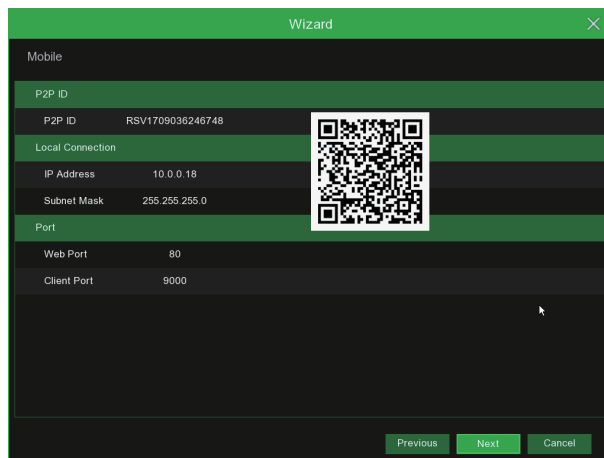 Wizard
Mobile
P2P ID
P2P ID RSV1709036246748
Local Connection
IP Address 10.0.0.18
Subnet Mask 255.255.255.0
Port
Web Port 80
Client Port 9000
Previous Next Cancel